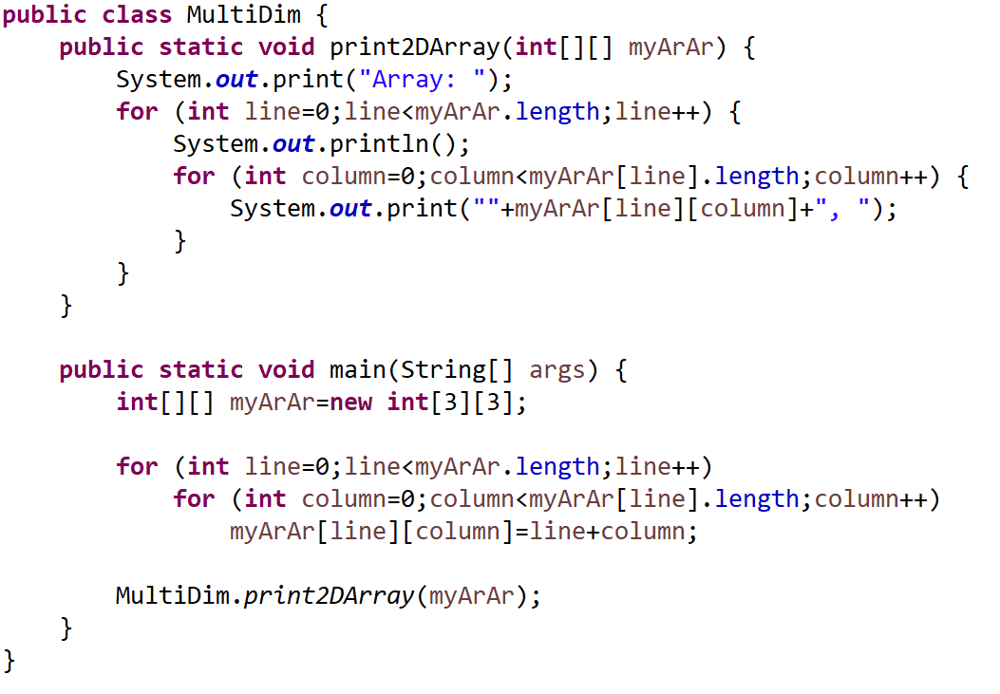 public class MultiDim {
    public static void print2DArray(int[][] myArAr) {
        System.out.print("Array: ");
        for (int line=0;line<myArAr.length;line++) {
            System.out.println();
            for (int column=0;column<myArAr[line].length;column++) {
                System.out.print(""+myArAr[line][column]+", ");
            }
        }
    }

    public static void main(String[] args) {
        int[][] myArAr=new int[3][3];

        for (int line=0;line<myArAr.length;line++)
            for (int column=0;column<myArAr[line].length;column++)
                myArAr[line][column]=line+column;

        MultiDim.print2DArray(myArAr);
    }
}